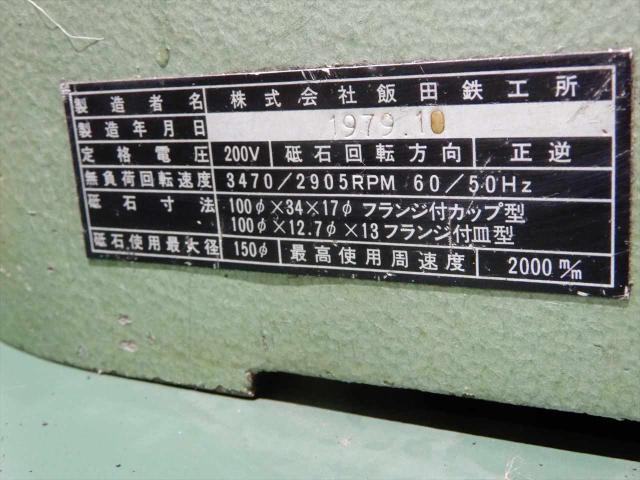 製造者名 株式会社飯田鉄工所
製造年月日 1979.10
定格電圧 200V 砥石回転方向 正逆
無負荷回転速度 3470/2905RPM 60/50Hz
砥石寸法 100φ×34×17φ フランジ付カップ型
100φ×12.7φ×13 フランジ付皿型
砥石使用最大径 150φ 最高使用周速度 2000m/m